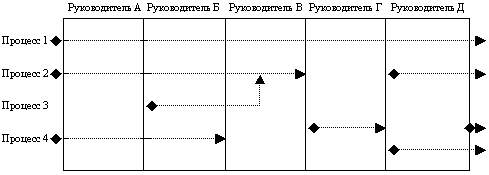 Руководитель А Руководитель Б Руководитель В Руководитель Г Руководитель Д
Процесс 1
Процесс 2
Процесс 3
Процесс 4